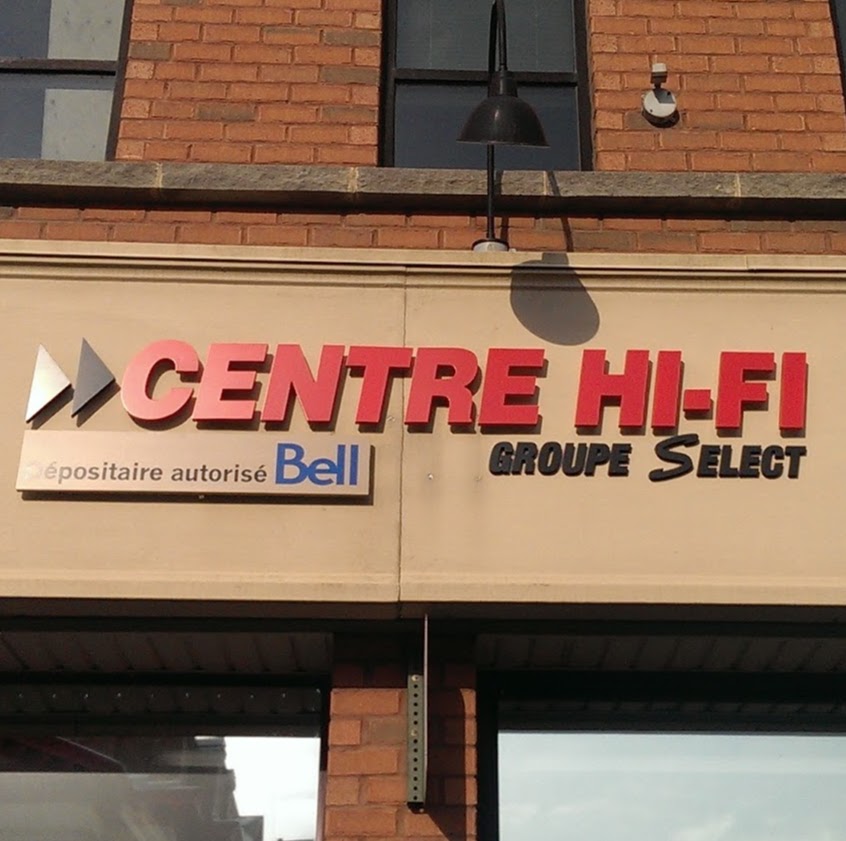 CENTRE HI-FI
GROUPE SELECT
Dépositaire autorisé Bell